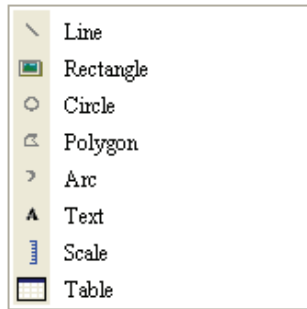 Line
Rectangle
Circle
Polygon
Arc
Text
Scale
Table